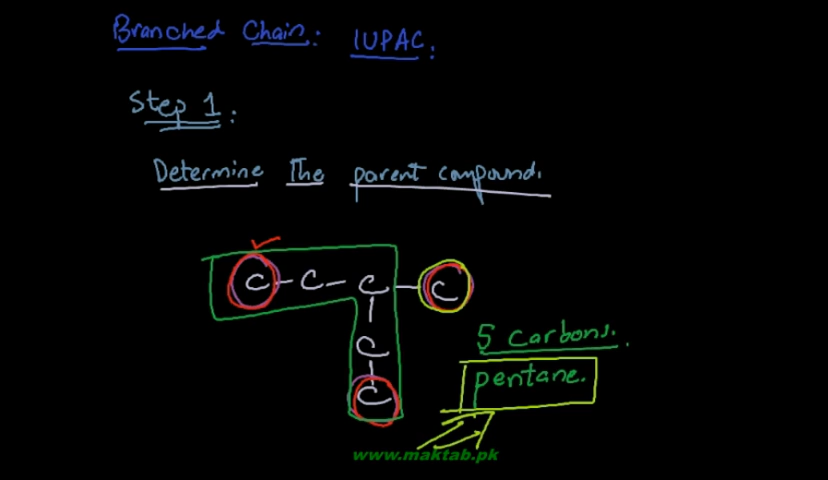 Branched Chain: IUPAC:
Step 1:
Determine The parent compound.
C - C - C - C
C
C
5 carbons.
pentane.
www.maktab.pk